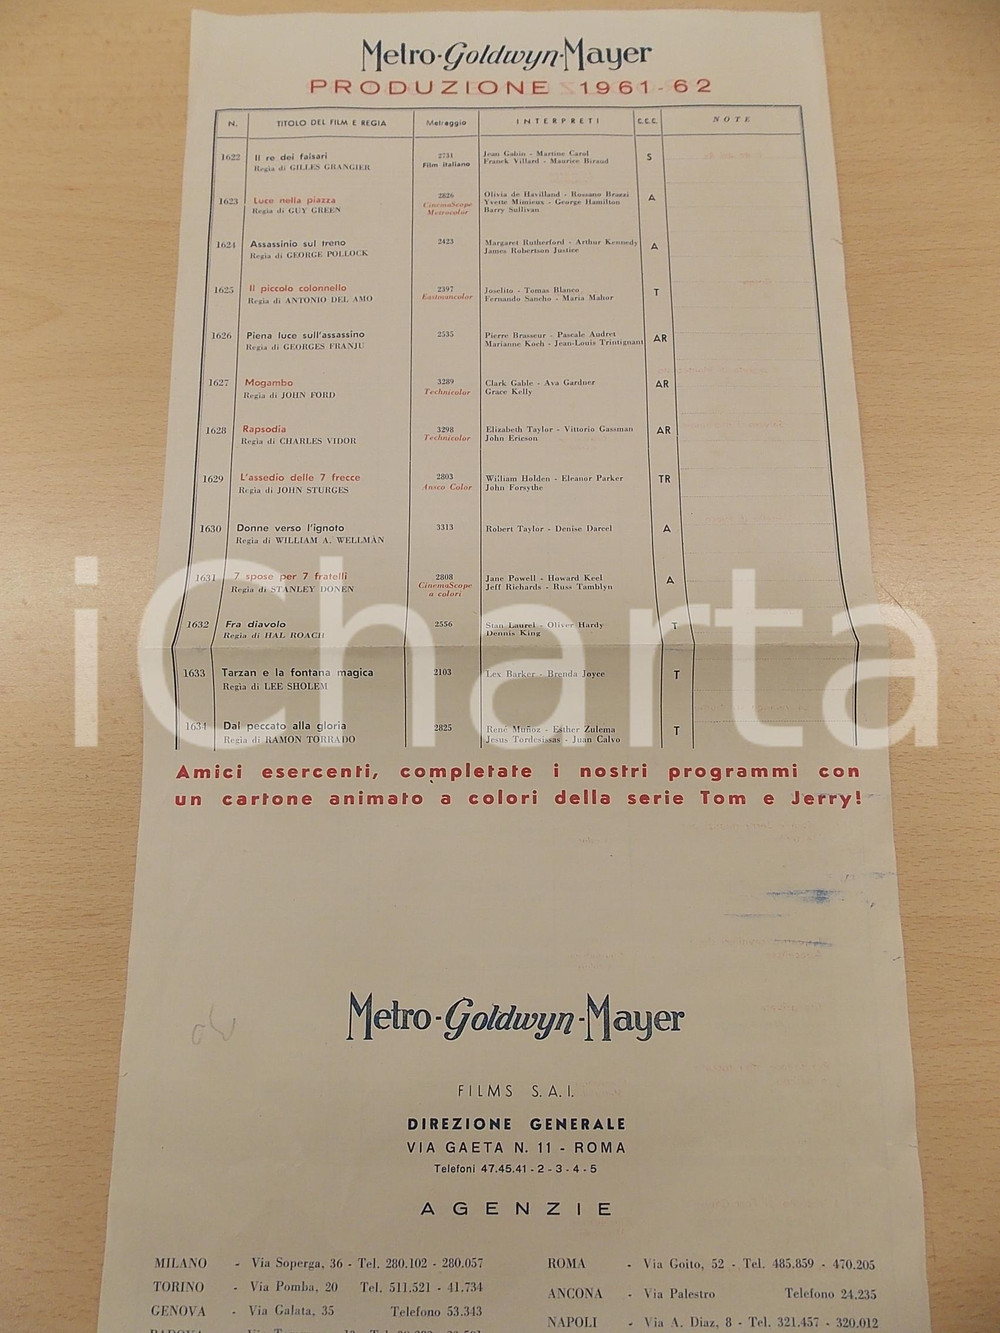 Metro-Goldwyn-Mayer
PRODUZIONE 1961-62
N. TITOLO DEL FILM E REGIA Metraggio INTERPRETI C.C.C. NOTE
1622 Il re dei falsari 2731 Jean Gabin - Martine Carol S
Regia di GILLES GRANGIER Film italiano Franck Villard - Maurice Biraud
1623 Luce nella piazza 2826 Olivia de Havilland - Rossano Brazzi A
Regia di GUY GREEN CinemaScope Yvette Mimieux - George Hamilton
Metrocolor Barry Sullivan
1624 Assassinio sul treno 2423 Margaret Rutherford - Arthur Kennedy A
Regia di GEORGE POLLOCK James Robertson Justice
1625 Il piccolo colonnello 2397 Joselito - Tomas Blanco T
Regia di ANTONIO DEL AMO Eastmancolor Fernando Sancho - Maria Mahor
1626 Piena luce sull'assassino 2535 Pierre Brasseur - Pascale Audret AR
Regia di GEORGES FRANJU Marianne Koch - Jean-Louis Trintignant
1627 Mogambo 3289 Clark Gable - Ava Gardner AR
Regia di JOHN FORD Technicolor Grace Kelly
1628 Rapsodia 3298 Elizabeth Taylor - Vittorio Gassman AR
Regia di CHARLES VIDOR Technicolor John Ericson
1629 L'assedio delle 7 frecce 2803 William Holden - Eleanor Parker TR
Regia di JOHN STURGES Ansco Color John Forsythe
1630 Donne verso l'ignoto 3313 Robert Taylor - Denise Darcel A
Regia di WILLIAM A. WELLMAN
1631 7 spose per 7 fratelli 2808 Jane Powell - Howard Keel A
Regia di STANLEY DONEN CinemaScope Jeff Richards - Russ Tamblyn
a colori
1632 Fra diavolo 2556 Stan Laurel - Oliver Hardy T
Regia di HAL ROACH Dennis King
1633 Tarzan e la fontana magica 2103 Lex Barker - Brenda Joyce T
Regia di LEE SHOLEM
1634 Dal peccato alla gloria 2825 René Muñoz - Esther Zulema T
Regia di RAMON TORRADO Jesus Tordesissas - Juan Calvo
Amici esercenti, completate i nostri programmi con
un cartone animato a colori della serie Tom e Jerry!
Metro-Goldwyn-Mayer
FILMS S.A.I.
DIREZIONE GENERALE
VIA GAETA N. 11 - ROMA
Telefoni 47.45.41 - 2 - 3 - 4 - 5
AGENZIE
MILANO - Via Soperga, 36 - Tel. 280.102 - 280.057
TORINO - Via Pomba, 20 Tel. 511.521 - 41.734
GENOVA - Via Galata, 35 Telefono 53.343
ROMA - Via Goito, 52 - Tel. 485.859 - 470.205
ANCONA - Via Palestro Telefono 24.235
NAPOLI - Via A. Diaz, 8 - Tel. 321.457 - 320.012
iCharta